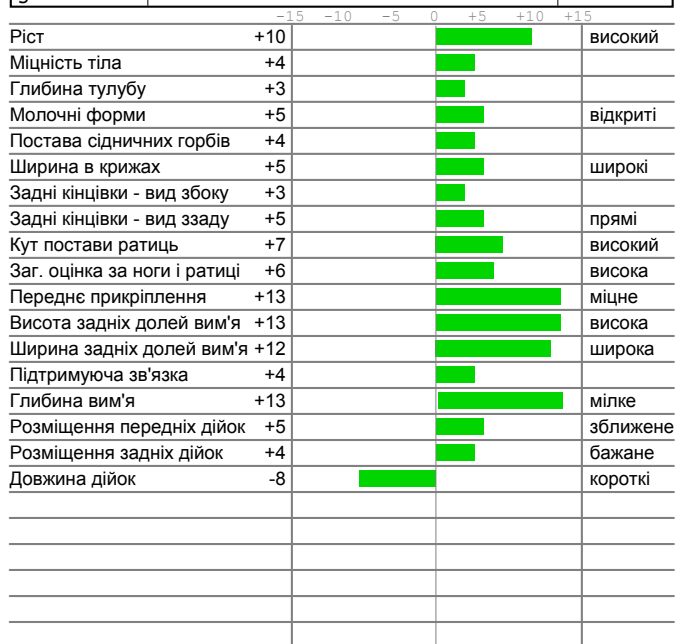 -15 -10 -5 0 +5 +10 +15
Ріст +10 високий
Міцність тіла +4
Глибина тулубу +3
Молочні форми +5 відкриті
Постава сідничних горбів +4
Ширина в крижах +5 широкі
Задні кінцівки - вид збоку +3
Задні кінцівки - вид ззаду +5 прямі
Кут постави ратиць +7 високий
Заг. оцінка за ноги і ратиці +6 висока
Переднє прикріплення +13 міцне
Висота задніх долей вим'я +13 висока
Ширина задніх долей вим'я +12 широка
Підтримуюча зв'язка +4
Глибина вим'я +13 мілке
Розміщення передніх дійок +5 зближене
Розміщення задніх дійок +4 бажане
Довжина дійок -8 короткі